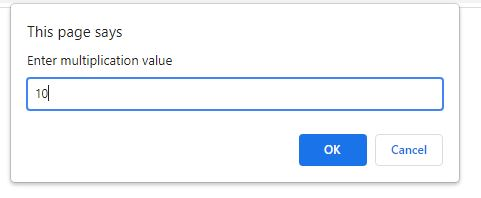 This page says
Enter multiplication value
10
OK
Cancel